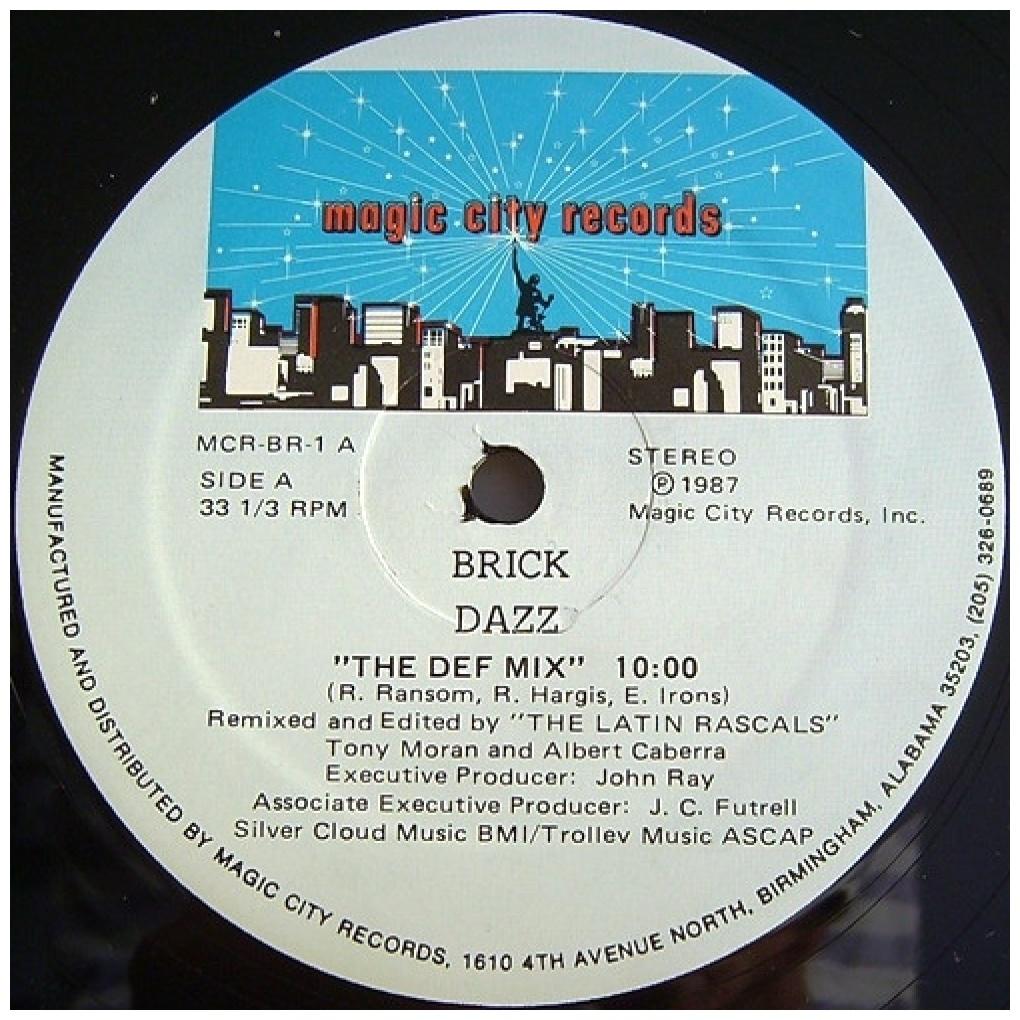 magic city records
MCR-BR-1 A
SIDE A
33 1/3 RPM
STEREO
℗ 1987
Magic City Records, Inc.
BRICK
DAZZ
"THE DEF MIX" 10:00
(R. Ransom, R. Hargis, E. Irons)
Remixed and Edited by "THE LATIN RASCALS"
Tony Moran and Albert Caberra
Executive Producer: John Ray
Associate Executive Producer: J. C. Futrell
Silver Cloud Music BMI/Trollev Music ASCAP
MANUFACTURED AND DISTRIBUTED BY MAGIC CITY RECORDS, 1610 4TH AVENUE NORTH, BIRMINGHAM, ALABAMA 35203, (205) 326-0689